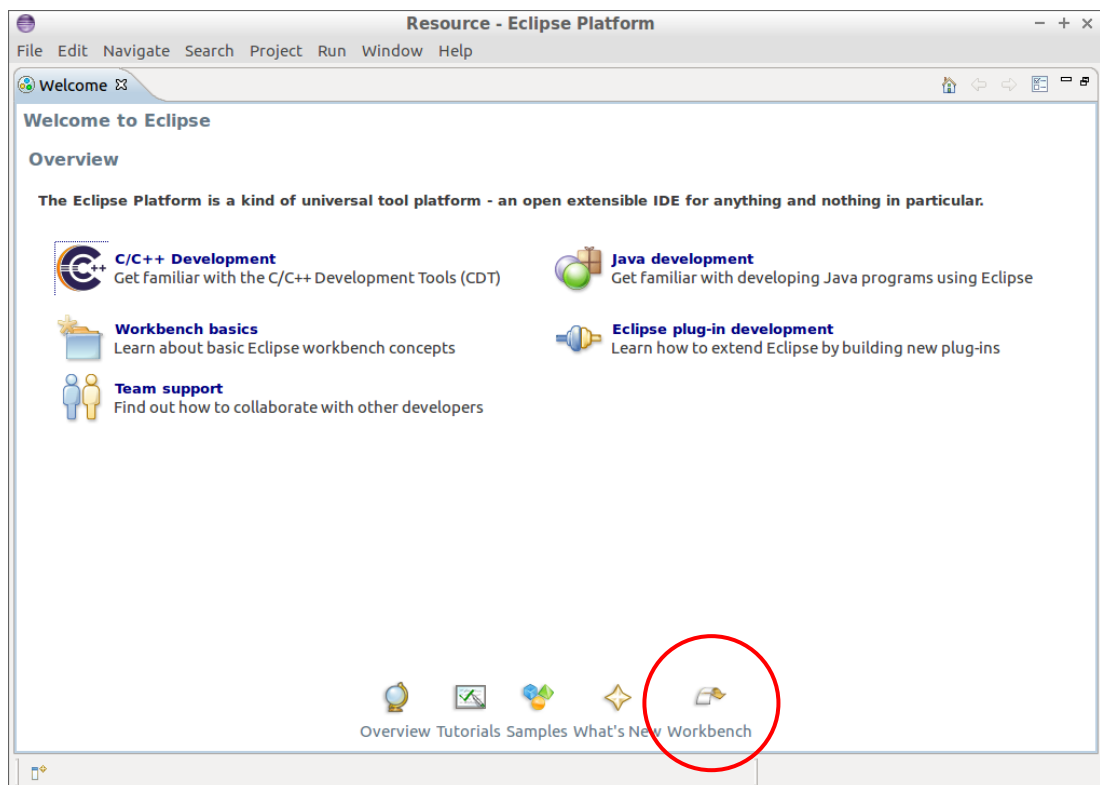 Resource - Eclipse Platform
File Edit Navigate Search Project Run Window Help
Welcome
Welcome to Eclipse
Overview
The Eclipse Platform is a kind of universal tool platform - an open extensible IDE for anything and nothing in particular.
C/C++ Development
Get familiar with the C/C++ Development Tools (CDT)
Java development
Get familiar with developing Java programs using Eclipse
Workbench basics
Learn about basic Eclipse workbench concepts
Eclipse plug-in development
Learn how to extend Eclipse by building new plug-ins
Team support
Find out how to collaborate with other developers
Overview Tutorials Samples What's New Workbench